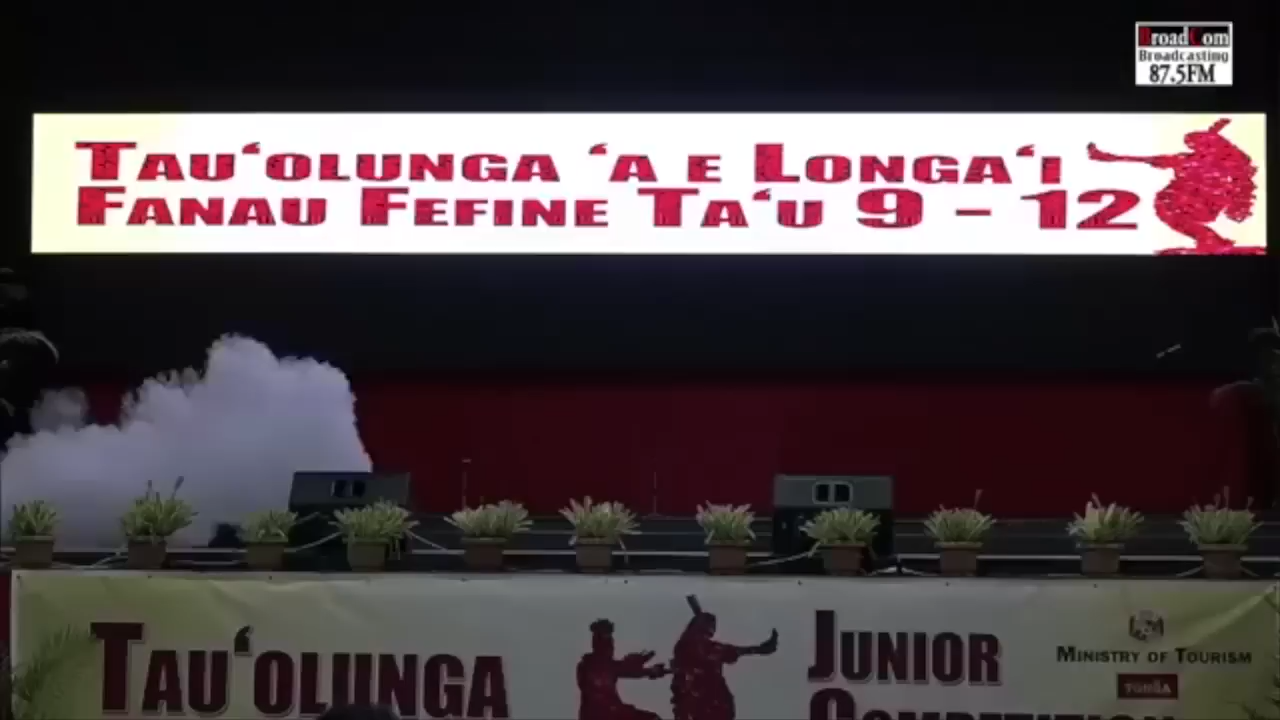 BroadCom
Broadcasting
87.5FM
TAU‘OLUNGA ‘A E LONGA‘I
FANAU FEFINE TA‘U 9 - 12
TAU‘OLUNGA
JUNIOR
COMPETITION
MINISTRY OF TOURISM
TONGA